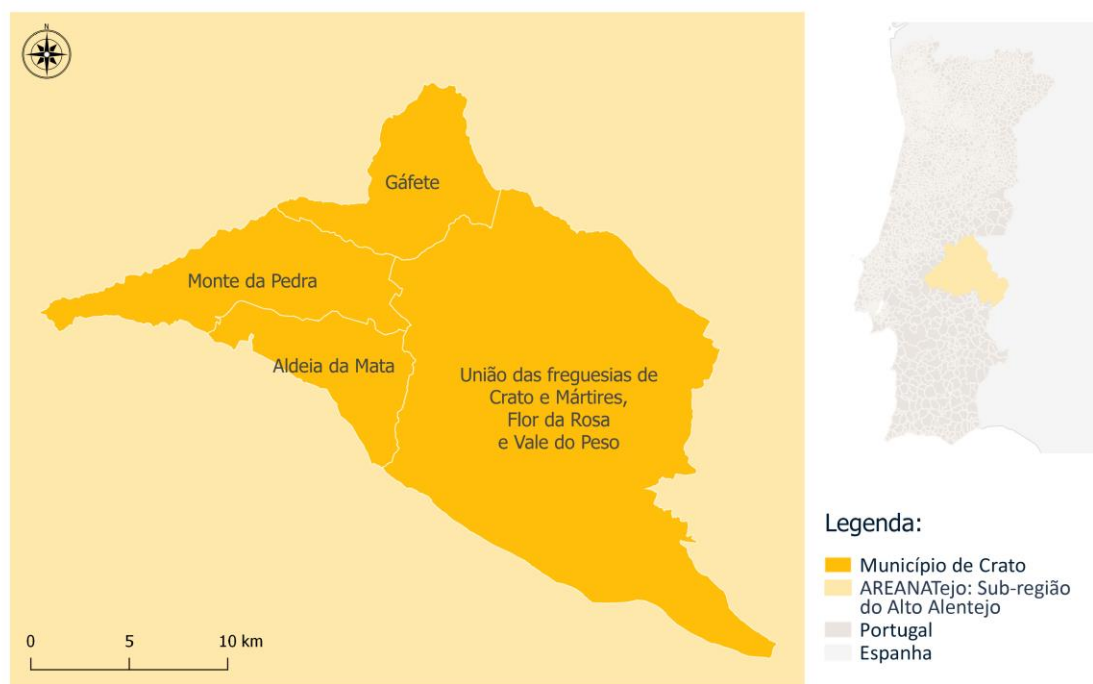 N
Gáfete
Monte da Pedra
Aldeia da Mata
União das freguesias de
Crato e Mártires,
Flor da Rosa
e Vale do Peso
0 5 10 km
Legenda:
Município de Crato
AREANATejo: Sub-região
do Alto Alentejo
Portugal
Espanha